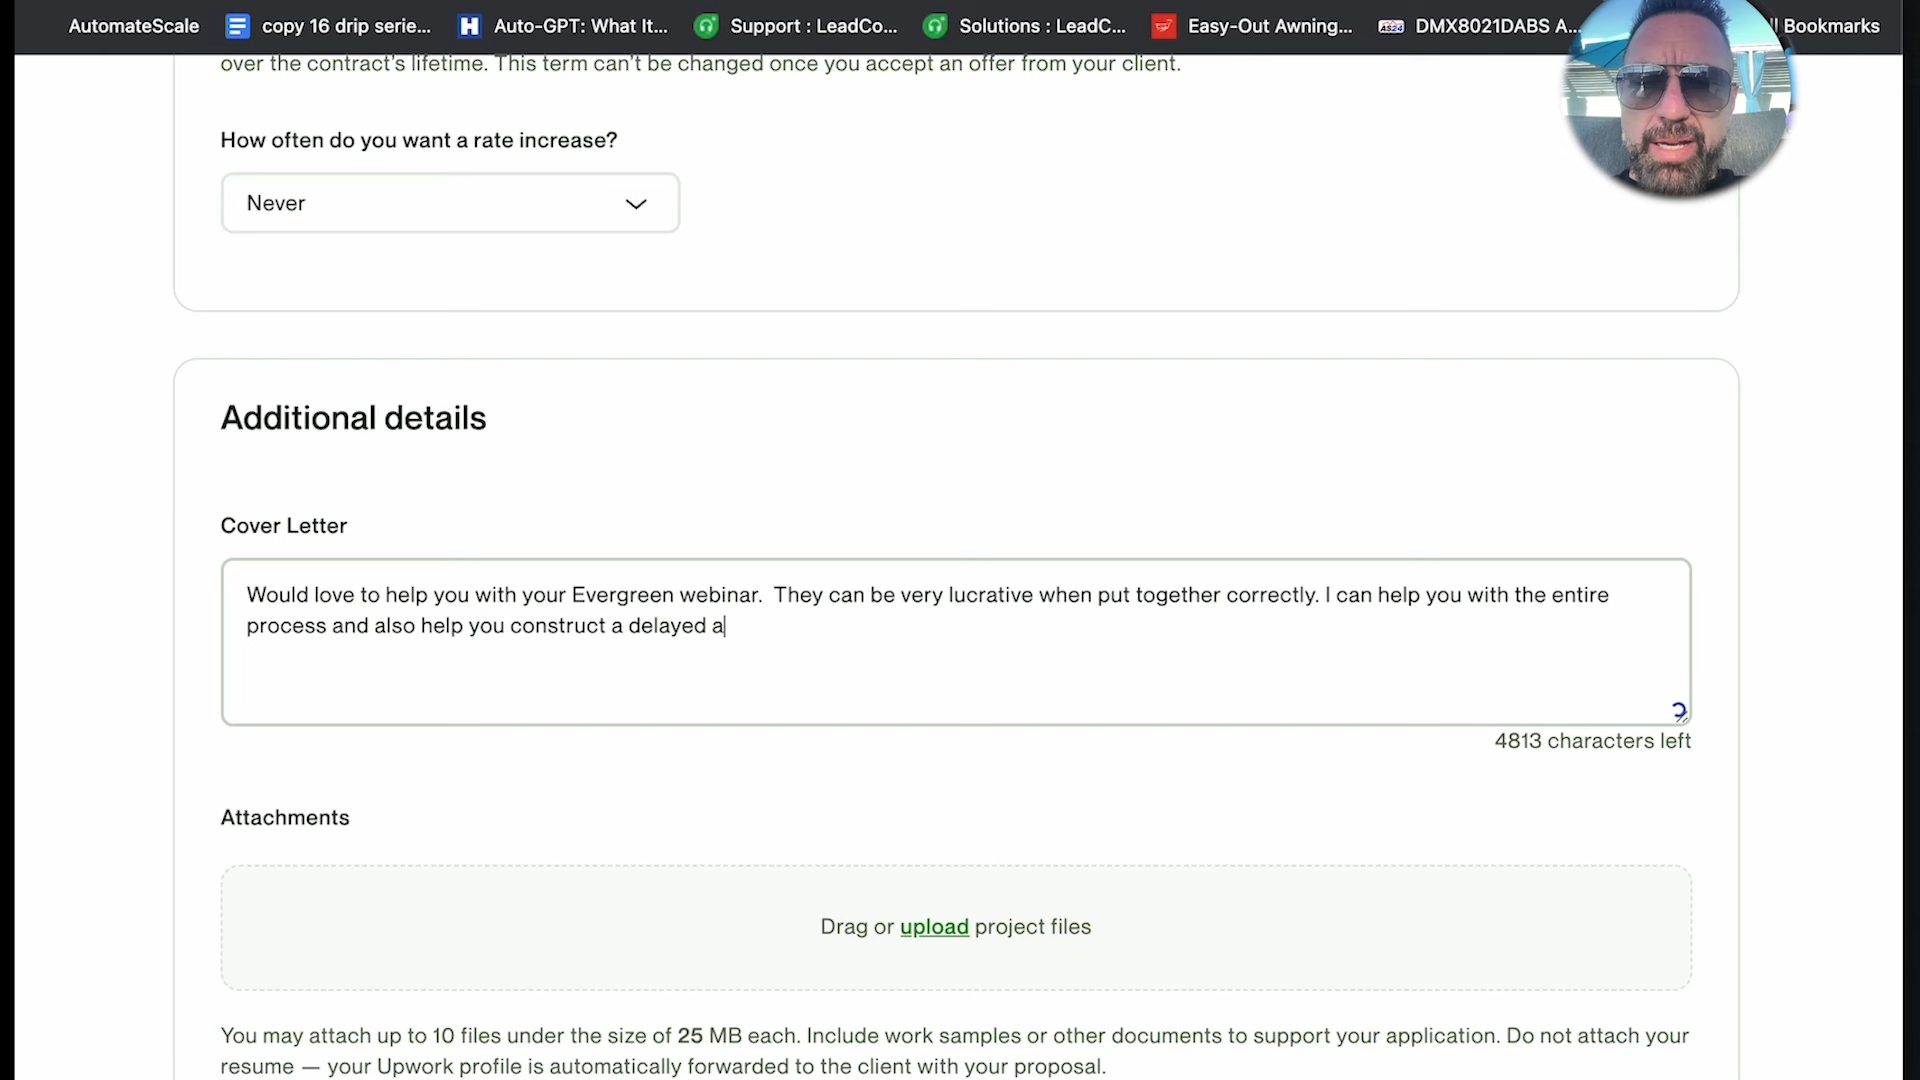 AutomateScale copy 16 drip serie... Auto-GPT: What It... Support : LeadCo... Solutions : LeadC... Easy-Out Awning... AS24 DMX8021DABS A... Bookmarks
over the contract's lifetime. This term can't be changed once you accept an offer from your client.
How often do you want a rate increase?
Never
Additional details
Cover Letter
Would love to help you with your Evergreen webinar.  They can be very lucrative when put together correctly. I can help you with the entire
process and also help you construct a delayed a
4813 characters left
Attachments
Drag or upload project files
You may attach up to 10 files under the size of 25 MB each. Include work samples or other documents to support your application. Do not attach your
resume — your Upwork profile is automatically forwarded to the client with your proposal.